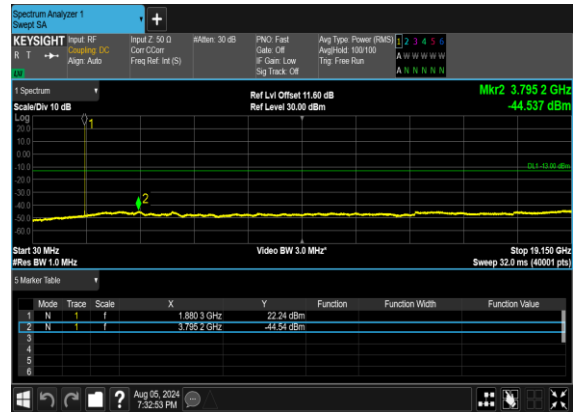 Spectrum Analyzer 1
Swept SA
+
KEYSIGHT Input: RF Input Z: 50 Ω #Atten: 30 dB PNO: Fast Avg Type: Power (RMS) 1 2 3 4 5 6
R T Coupling: DC Corr CCorr Gate: Off Avg|Hold: 100/100 A W W W W W
Align: Auto Freq Ref: Int (S) IF Gain: Low Trig: Free Run
LW Sig Track: Off A N N N N N
1 Spectrum Ref Lvl Offset 11.60 dB Mkr2 3.795 2 GHz
Scale/Div 10 dB Ref Level 30.00 dBm -44.537 dBm
Log
1
20.0
10.0
0.00
-10.0
DL1 -13.00 dBm
-20.0
-30.0
2
-40.0
-50.0
-60.0
Start 30 MHz Video BW 3.0 MHz* Stop 19.150 GHz
#Res BW 1.0 MHz Sweep 32.0 ms (40001 pts)
5 Marker Table
Mode Trace Scale X Y Function Function Width Function Value
1 N 1 f 1.880 3 GHz 22.24 dBm
2 N 1 f 3.795 2 GHz -44.54 dBm
3
4
5
6
? Aug 05, 2024
7:32:53 PM